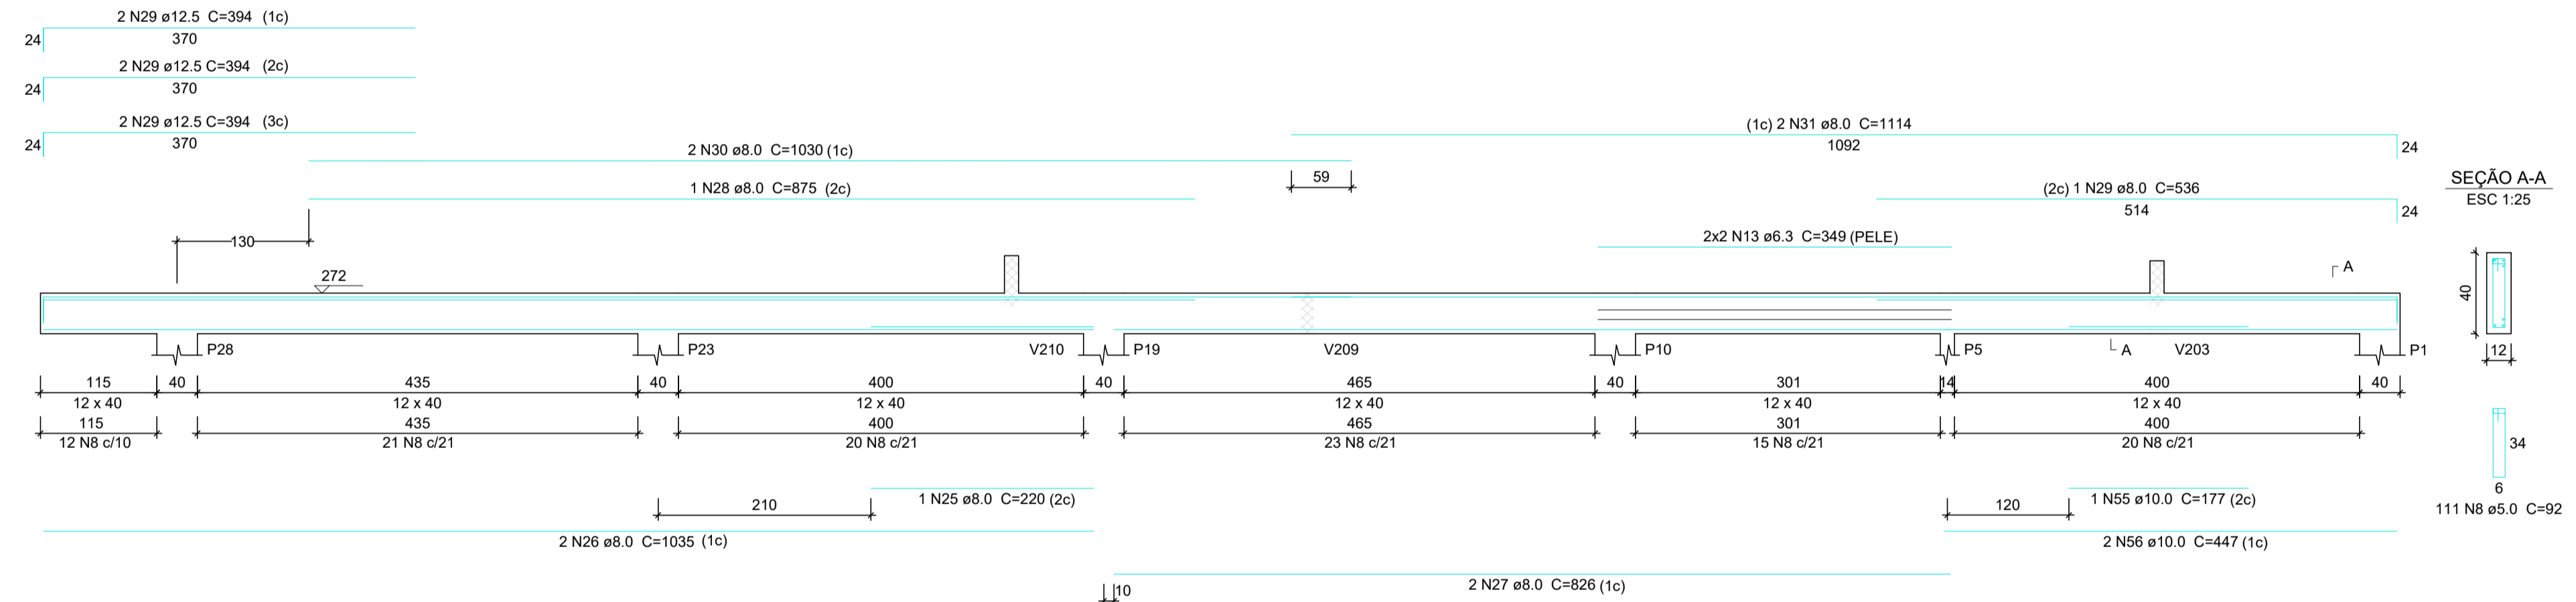 2 N29 ø12.5 C=394 (1c)
24
370
2 N29 ø12.5 C=394 (2c)
24
370
2 N29 ø12.5 C=394 (3c)
24
370
(1c) 2 N31 ø8.0 C=1114
1092
24
2 N30 ø8.0 C=1030 (1c)
59
1 N28 ø8.0 C=875 (2c)
(2c) 1 N29 ø8.0 C=536
514
24
SEÇÃO A-A
ESC 1:25
130
2x2 N13 ø6.3 C=349 (PELE)
272
A
40
12
P28
P23
V210
P19
V209
P10
P5
A
V203
P1
115 40 435 40 400 40 465 40 301 14 400 40
12 x 40 12 x 40 12 x 40 12 x 40 12 x 40 12 x 40
115 435 400 465 301 400
12 N8 c/10 21 N8 c/21 20 N8 c/21 23 N8 c/21 15 N8 c/21 20 N8 c/21
34
6
111 N8 ø5.0 C=92
210
1 N25 ø8.0 C=220 (2c)
120
1 N55 ø10.0 C=177 (2c)
2 N26 ø8.0 C=1035 (1c)
2 N56 ø10.0 C=447 (1c)
10
2 N27 ø8.0 C=826 (1c)